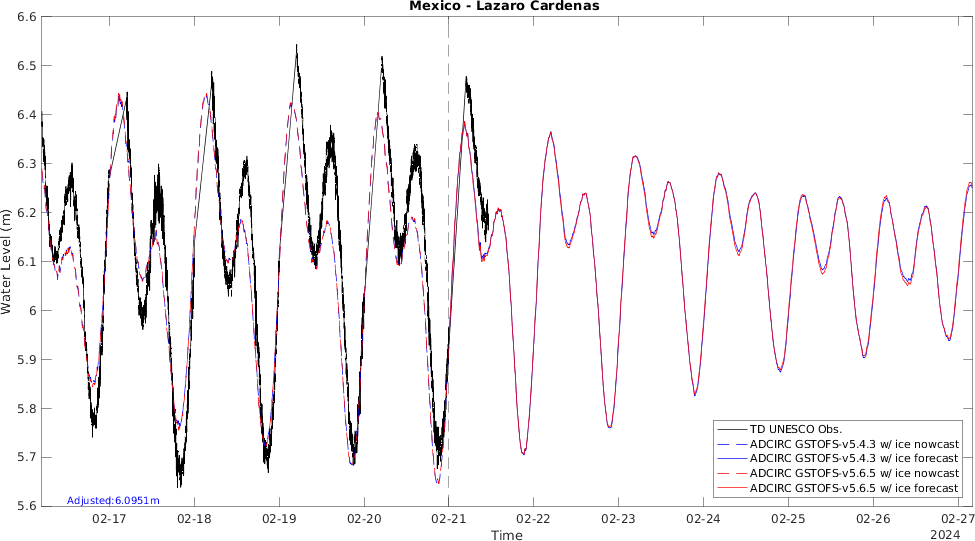 Mexico - Lazaro Cardenas
6.6
6.5
6.4
6.3
6.2
6.1
6
5.9
5.8
5.7
5.6
Water Level (m)
Adjusted:6.0951m
TD UNESCO Obs.
ADCIRC GSTOFS-v5.4.3 w/ ice nowcast
ADCIRC GSTOFS-v5.4.3 w/ ice forecast
ADCIRC GSTOFS-v5.6.5 w/ ice nowcast
ADCIRC GSTOFS-v5.6.5 w/ ice forecast
02-17 02-18 02-19 02-20 02-21 02-22 02-23 02-24 02-25 02-26 02-27
Time
2024